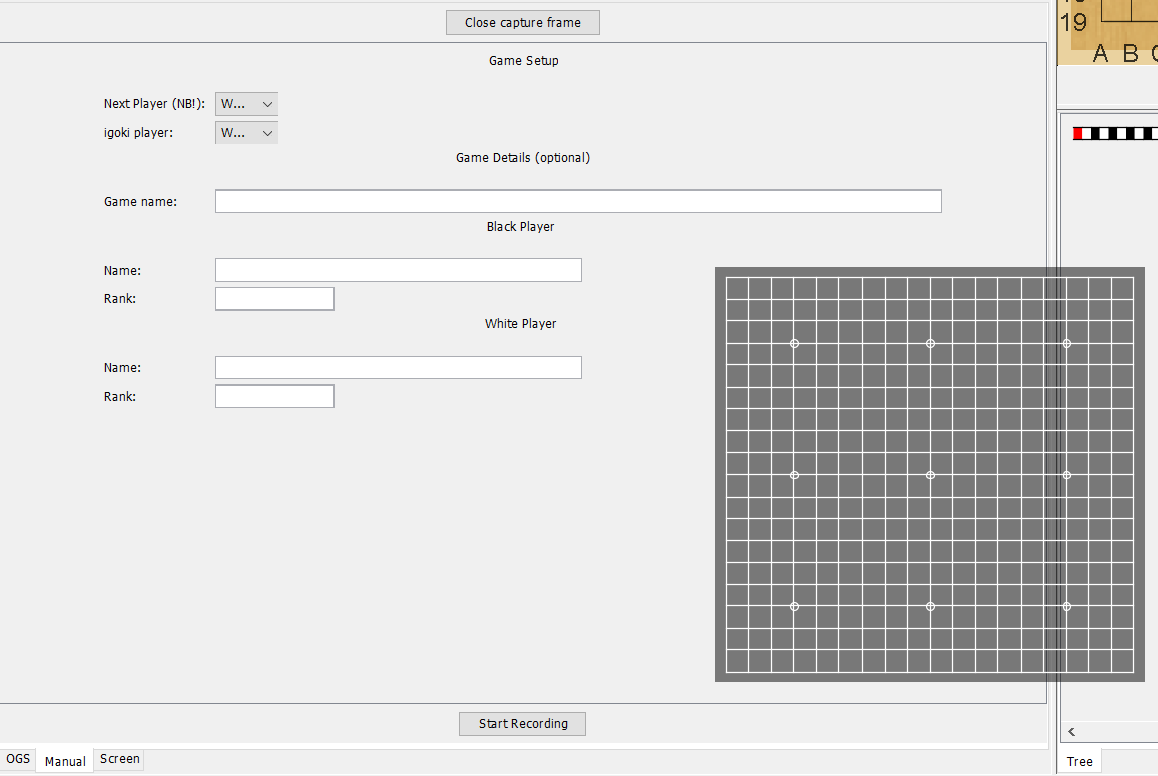 Close capture frame
19
A B C
Game Setup
Next Player (NB!): W...
igoki player: W...
Game Details (optional)
Game name:
Black Player
Name:
Rank:
White Player
Name:
Rank:
Start Recording
OGS Manual Screen
Tree